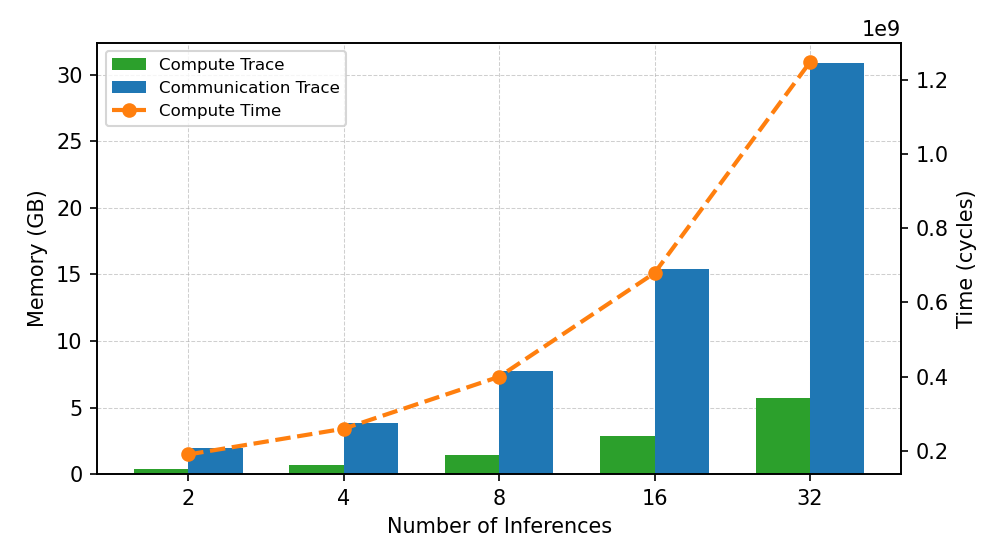 1e9
Compute Trace
Communication Trace
Compute Time
30
25
20
15
10
5
0
Memory (GB)
1.2
1.0
0.8
0.6
0.4
0.2
Time (cycles)
2 4 8 16 32
Number of Inferences